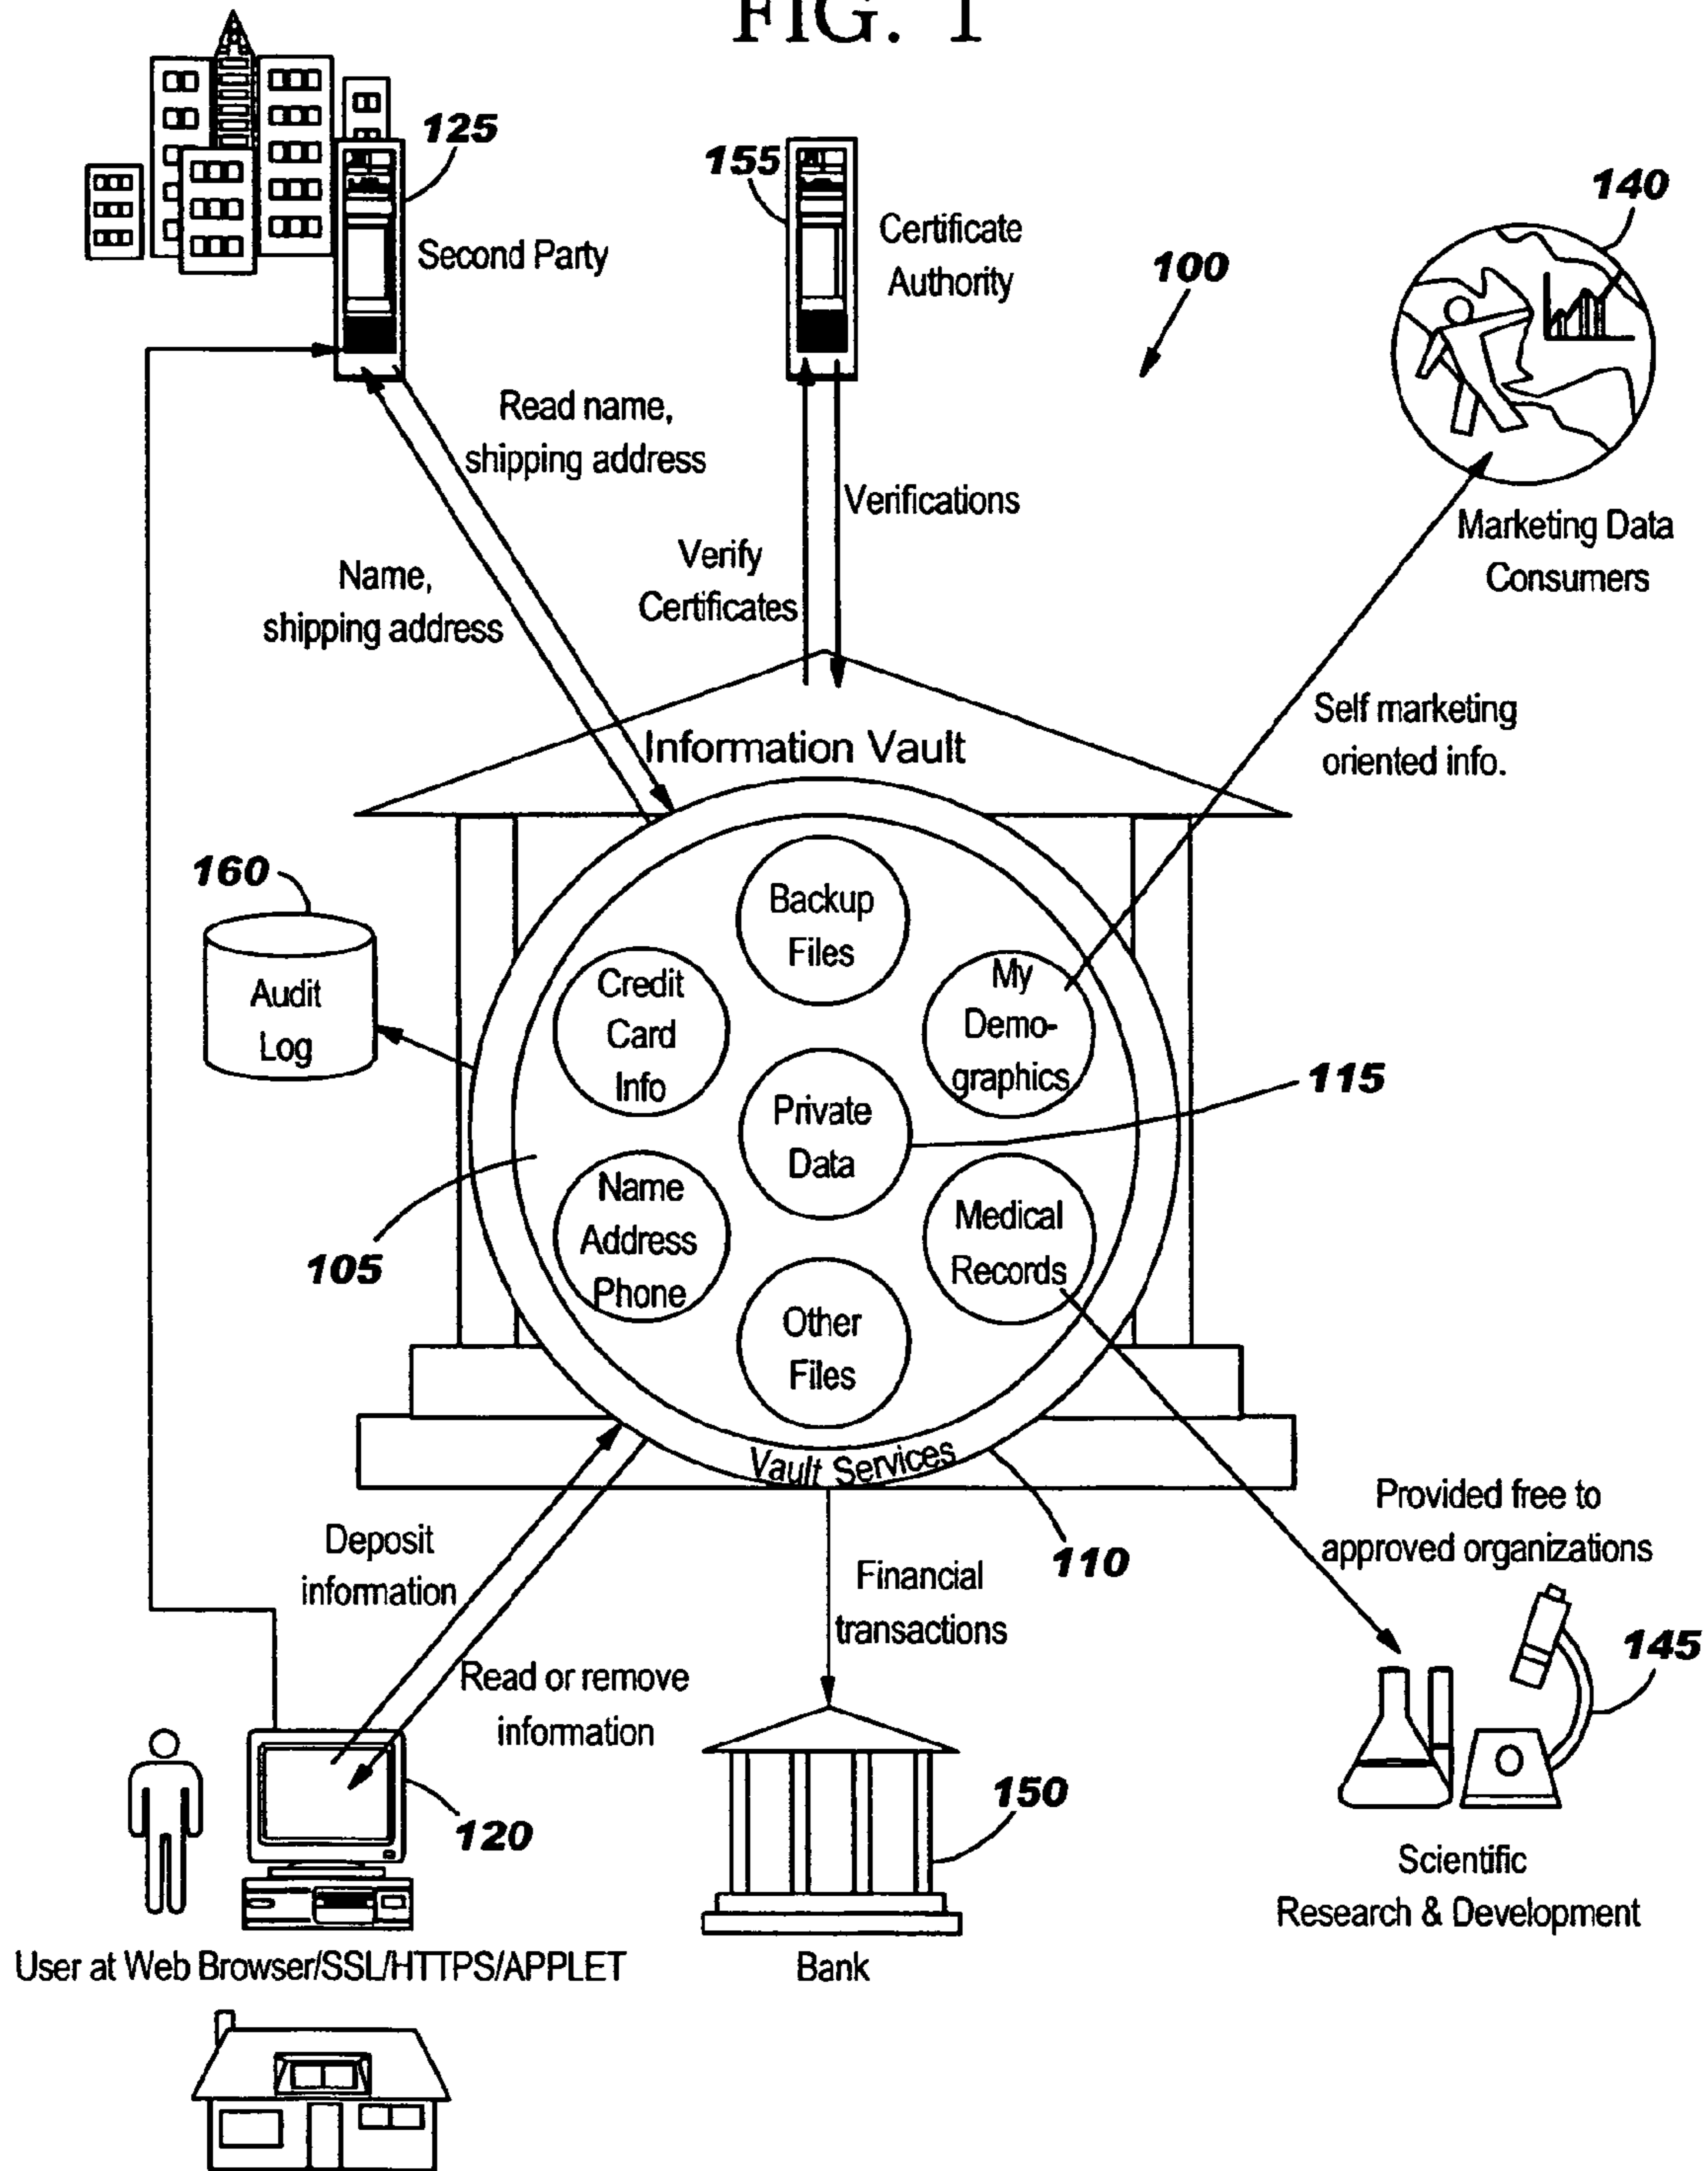 FIG. 1
125
155
140
Second Party
Certificate
Authority
100
Read name,
shipping address
Verifications
Marketing Data
Consumers
Verify
Certificates
Name,
shipping address
Self marketing
oriented info.
Information Vault
160
Audit
Log
Backup
Files
Credit
Card
Info
My
Demo-
graphics
115
Private
Data
Name
Address
Phone
Medical
Records
105
Other
Files
Vault Services
110
Deposit
information
Financial
transactions
Provided free to
approved organizations
145
Read or remove
information
120
150
Scientific
Research & Development
User at Web Browser/SSL/HTTPS/APPLET
Bank